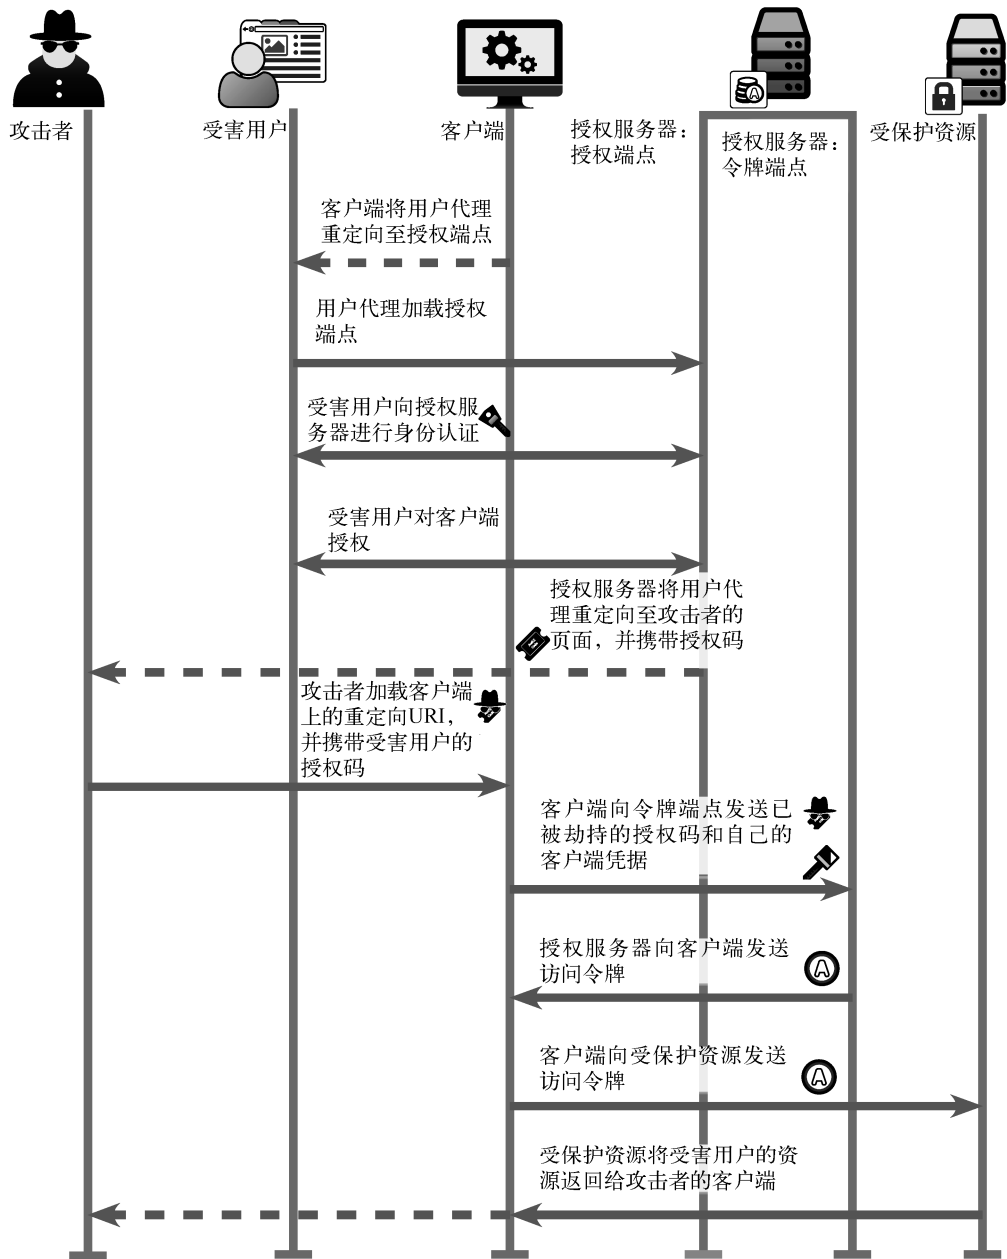 攻击者
受害用户
客户端
授权服务器：
授权端点
授权服务器：
令牌端点
受保护资源
客户端将用户代理
重定向至授权端点
用户代理加载授权
端点
受害用户向授权服
务器进行身份认证
受害用户对客户端
授权
授权服务器将用户代
理重定向至攻击者的
页面，并携带授权码
攻击者加载客户端
上的重定向URI，
并携带受害用户的
授权码
客户端向令牌端点发送已
被劫持的授权码和自己的
客户端凭据
授权服务器向客户端发送
访问令牌
客户端向受保护资源发送
访问令牌
受保护资源将受害用户的资
源返回给攻击者的客户端